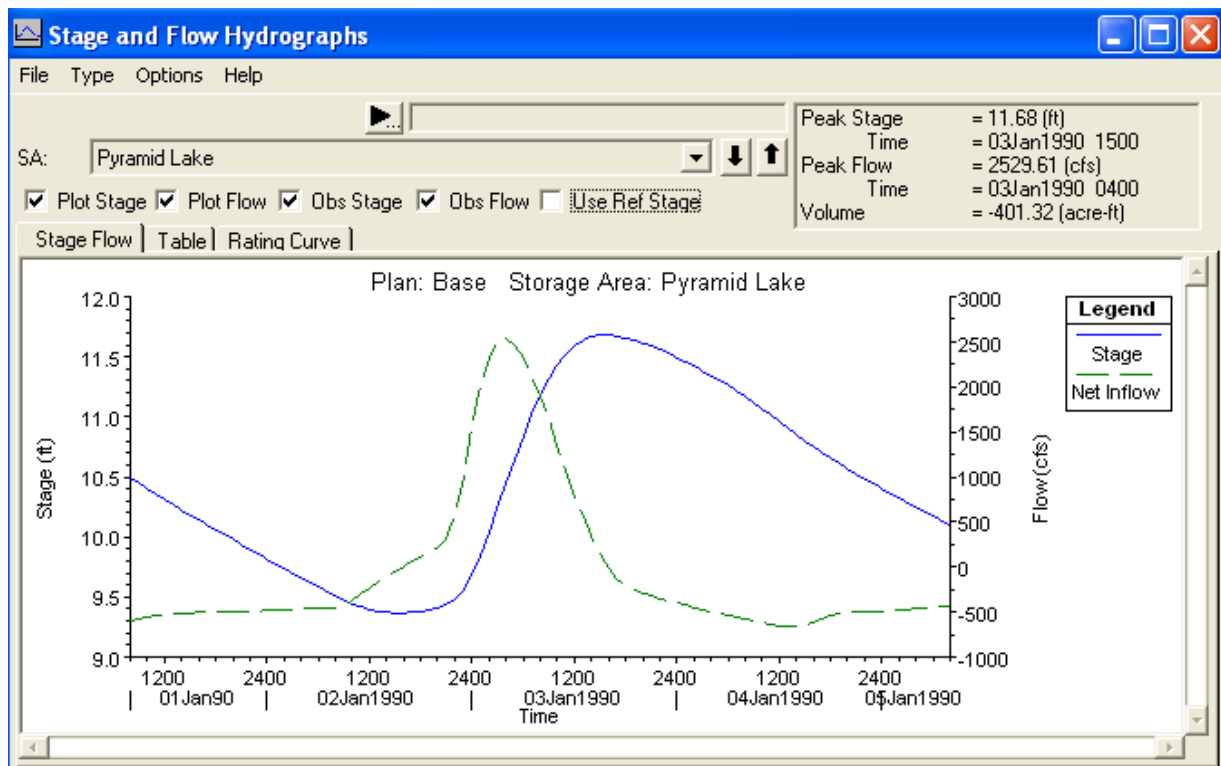 Stage and Flow Hydrographs
File Type Options Help
Peak Stage = 11.68 (ft)
Time = 03Jan1990 1500
Peak Flow = 2529.61 (cfs)
Time = 03Jan1990 0400
Volume = -401.32 (acre-ft)
SA: Pyramid Lake
Plot Stage Plot Flow Obs Stage Obs Flow Use Ref Stage
Stage Flow Table Rating Curve
Plan: Base Storage Area: Pyramid Lake
12.0
11.5
11.0
10.5
10.0
9.5
9.0
Stage (ft)
3000
2500
2000
1500
1000
500
0
-500
-1000
Flow (cfs)
Legend
Stage
Net Inflow
1200 2400 1200 2400 1200 2400 1200 2400
01Jan90 02Jan1990 03Jan1990 04Jan1990 05Jan1990
Time